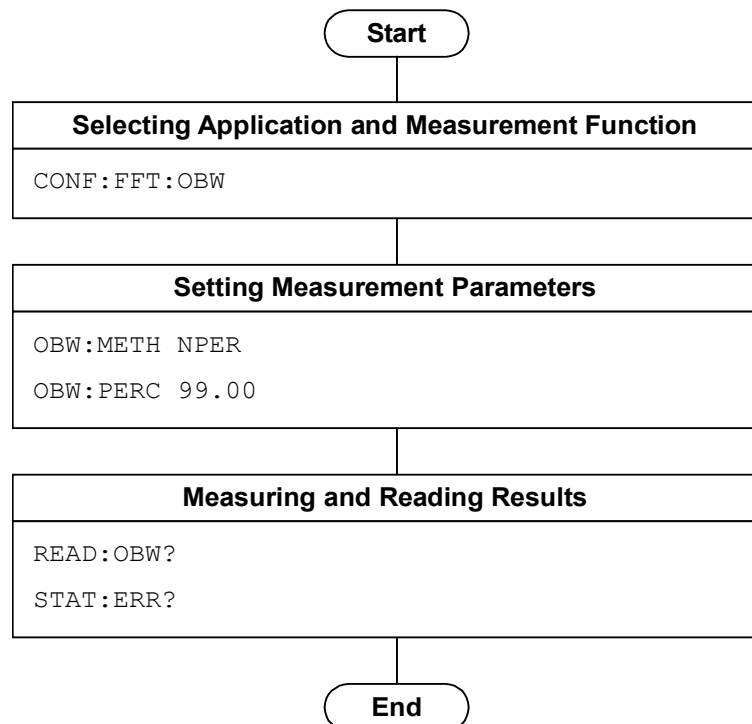 Start
Selecting Application and Measurement Function
CONF:FFT:OBW
Setting Measurement Parameters
OBW:METH NPER
OBW:PERC 99.00
Measuring and Reading Results
READ:OBW?
STAT:ERR?
End